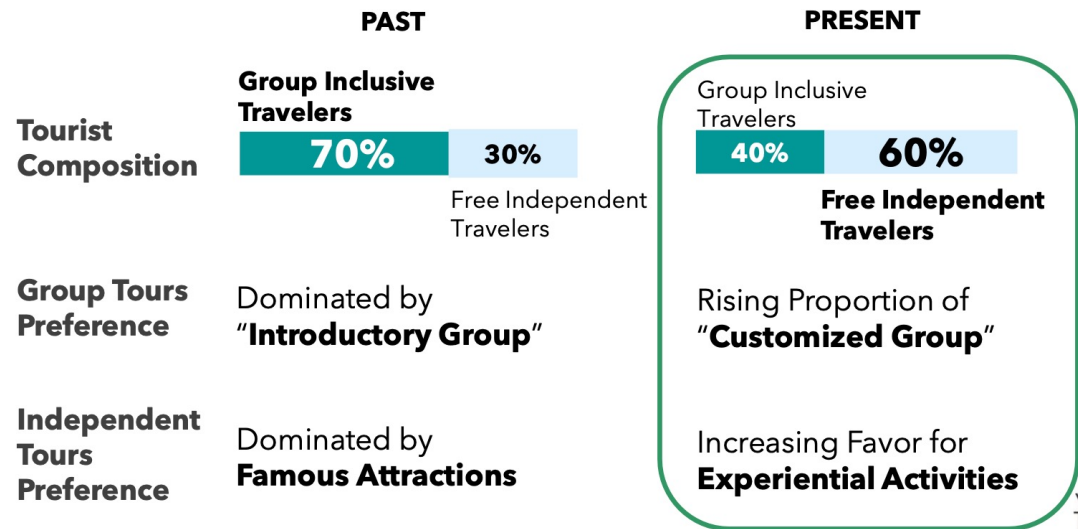 PAST
PRESENT
Tourist
Composition
Group Inclusive
Travelers
70%
30%
Free Independent
Travelers
Group Inclusive
Travelers
40%
60%
Free Independent
Travelers
Group Tours
Preference
Dominated by
“Introductory Group”
Rising Proportion of
“Customized Group”
Independent
Tours
Preference
Dominated by
Famous Attractions
Increasing Favor for
Experiential Activities